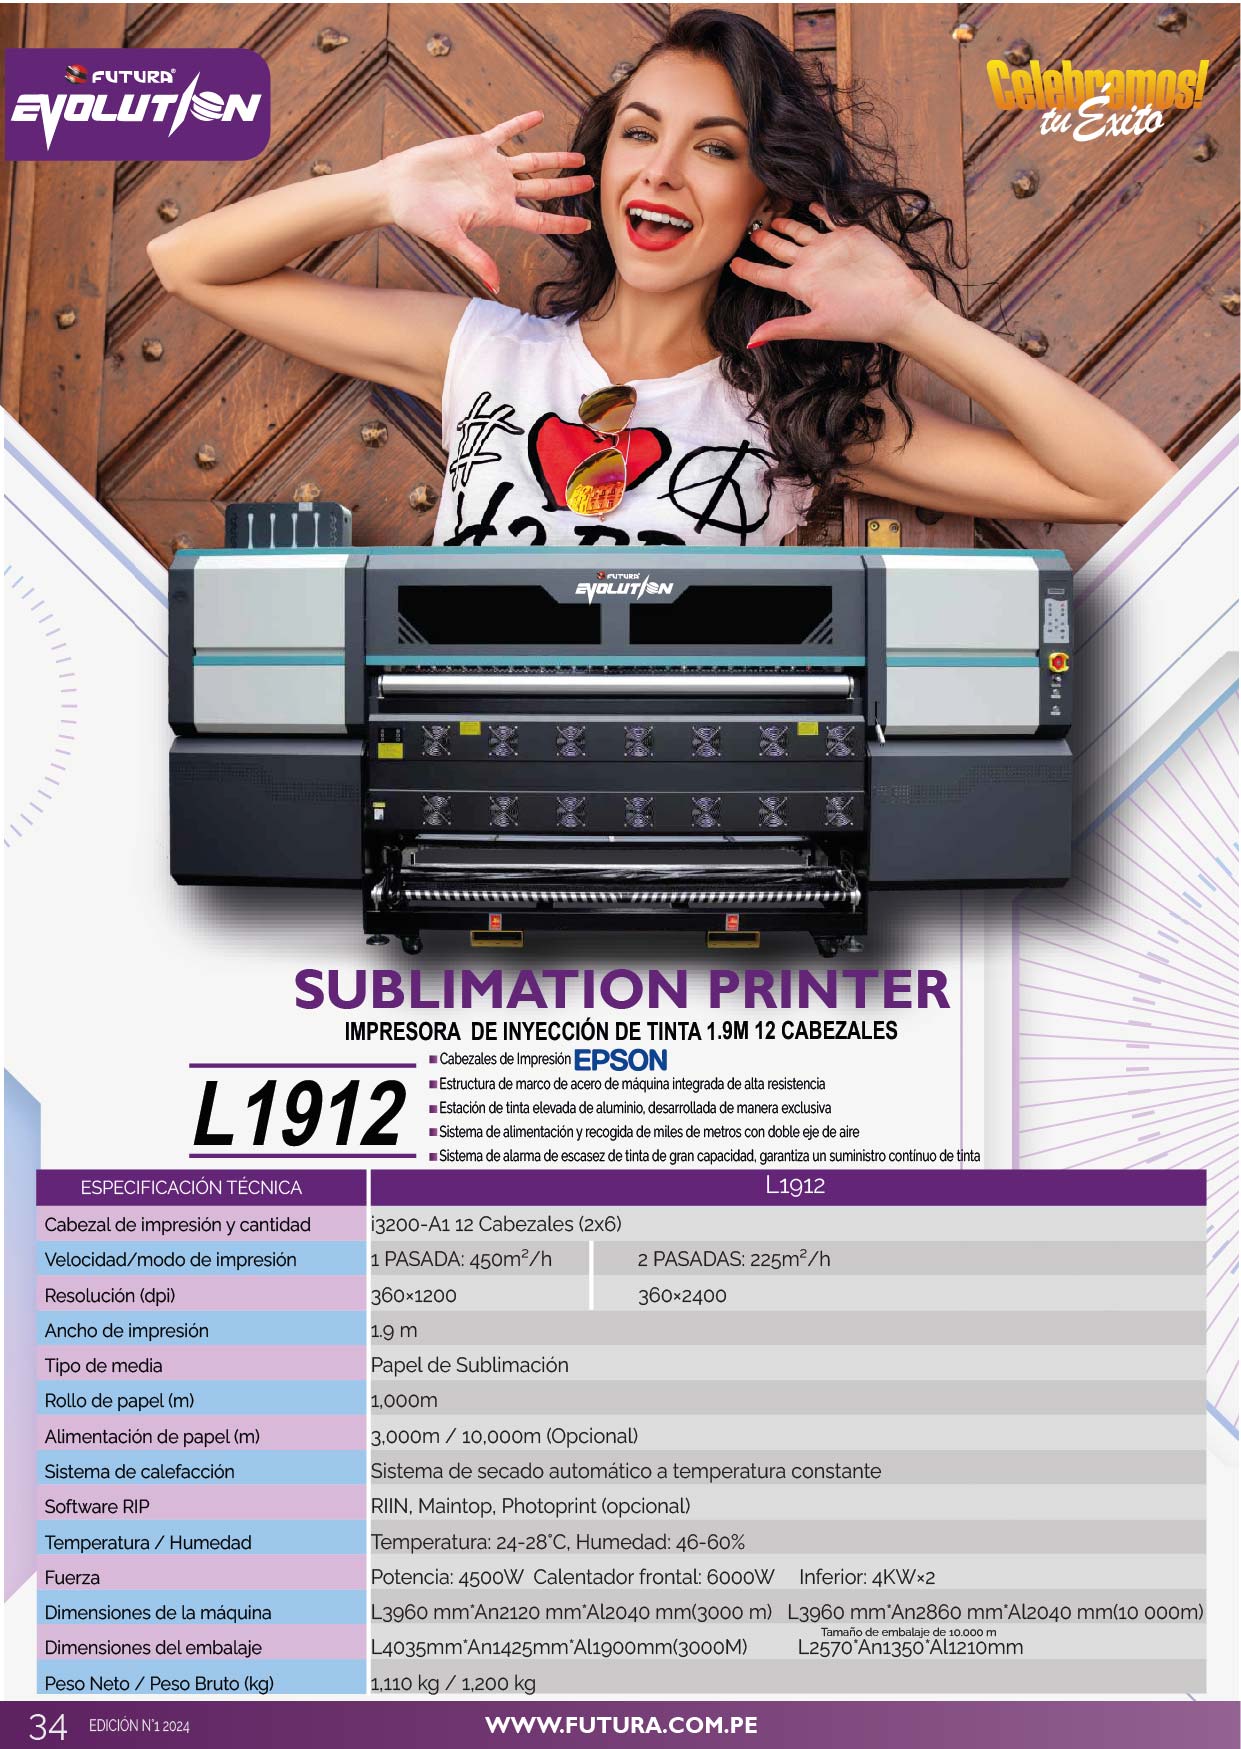 FUTURA®
EVOLUTION
Celebramos!
tu Éxito
FUTURA®
EVOLUTION
SUBLIMATION PRINTER
IMPRESORA DE INYECCIÓN DE TINTA 1.9M 12 CABEZALES
L1912
Cabezales de Impresión EPSON
Estructura de marco de acero de máquina integrada de alta resistencia
Estación de tinta elevada de aluminio, desarrollada de manera exclusiva
Sistema de alimentación y recogida de miles de metros con doble eje de aire
Sistema de alarma de escasez de tinta de gran capacidad, garantiza un suministro contínuo de tinta
ESPECIFICACIÓN TÉCNICA L1912
Cabezal de impresión y cantidad i3200-A1 12 Cabezales (2x6)
Velocidad/modo de impresión 1 PASADA: 450m²/h 2 PASADAS: 225m²/h
Resolución (dpi) 360×1200 360×2400
Ancho de impresión 1.9 m
Tipo de media Papel de Sublimación
Rollo de papel (m) 1,000m
Alimentación de papel (m) 3,000m / 10,000m (Opcional)
Sistema de calefacción Sistema de secado automático a temperatura constante
Software RIP RIIN, Maintop, Photoprint (opcional)
Temperatura / Humedad Temperatura: 24-28°C, Humedad: 46-60%
Fuerza Potencia: 4500W Calentador frontal: 6000W Inferior: 4KW×2
Dimensiones de la máquina L3960 mm*An2120 mm*Al2040 mm(3000 m) L3960 mm*An2860 mm*Al2040 mm(10 000m)
Tamaño de embalaje de 10.000 m
Dimensiones del embalaje L4035mm*An1425mm*Al1900mm(3000M) L2570*An1350*Al1210mm
Peso Neto / Peso Bruto (kg) 1,110 kg / 1,200 kg
34 EDICIÓN N°1 2024 WWW.FUTURA.COM.PE